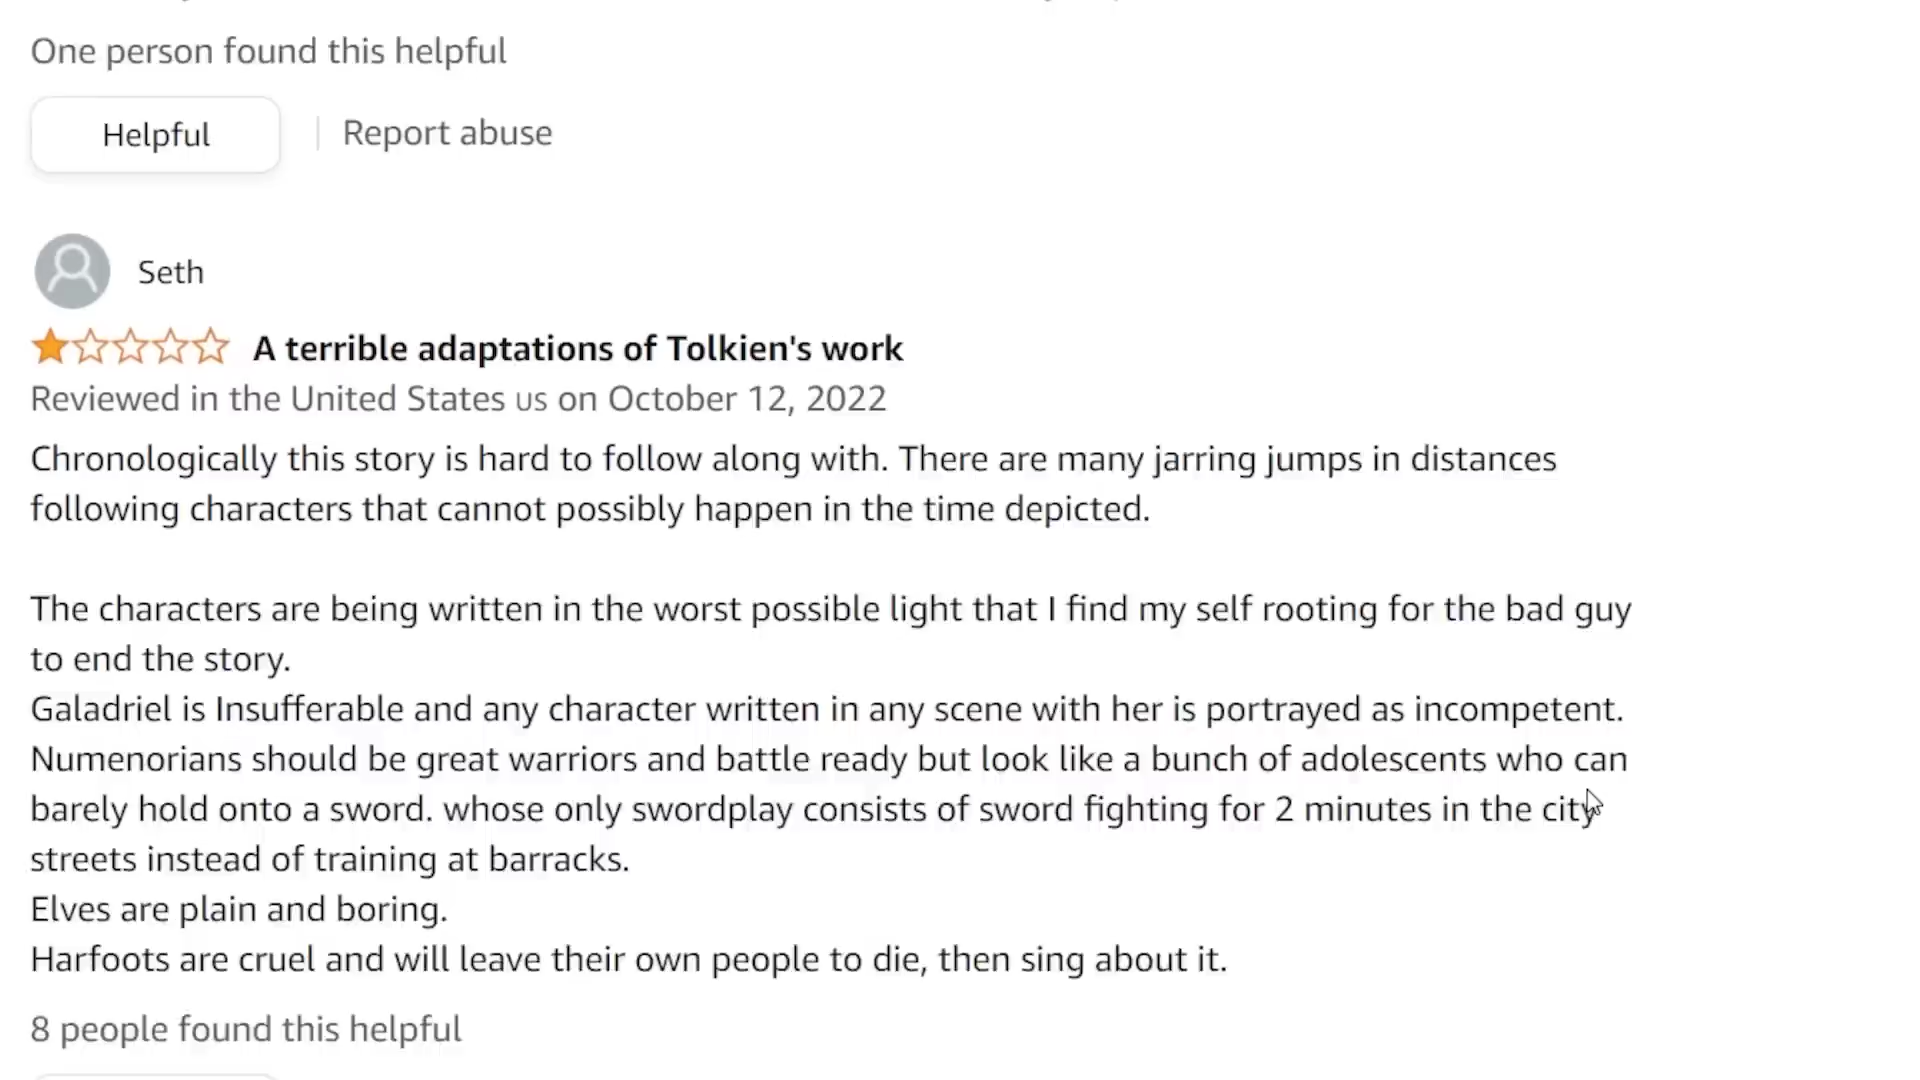 One person found this helpful
Helpful
Report abuse
Seth
A terrible adaptations of Tolkien's work
Reviewed in the United States us on October 12, 2022
Chronologically this story is hard to follow along with. There are many jarring jumps in distances
following characters that cannot possibly happen in the time depicted.
The characters are being written in the worst possible light that I find my self rooting for the bad guy
to end the story.
Galadriel is Insufferable and any character written in any scene with her is portrayed as incompetent.
Numenorians should be great warriors and battle ready but look like a bunch of adolescents who can
barely hold onto a sword. whose only swordplay consists of sword fighting for 2 minutes in the city
streets instead of training at barracks.
Elves are plain and boring.
Harfoots are cruel and will leave their own people to die, then sing about it.
8 people found this helpful